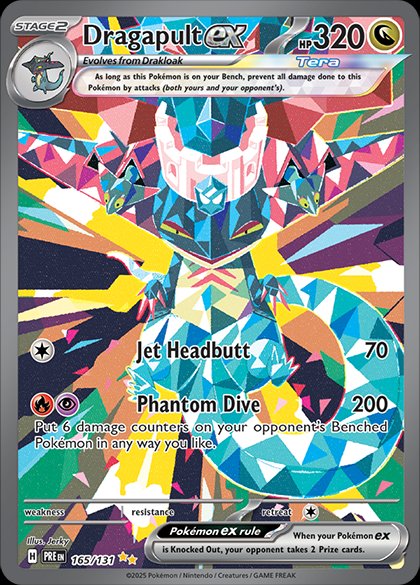 STAGE2 Dragapult ex HP 320
Evolves from Drakloak Tera
As long as this Pokémon is on your Bench, prevent all damage done to
this Pokémon by attacks (both yours and your opponent's).
Jet Headbutt 70
Phantom Dive 200
Put 6 damage counters on your opponent's Benched
Pokémon in any way you like.
weakness resistance retreat
Illus. Jerky
Pokémon ex rule When your Pokémon ex
is Knocked Out, your opponent takes 2 Prize cards.
H PRE EN 165/131
©2025 Pokémon / Nintendo / Creatures / GAME FREAK